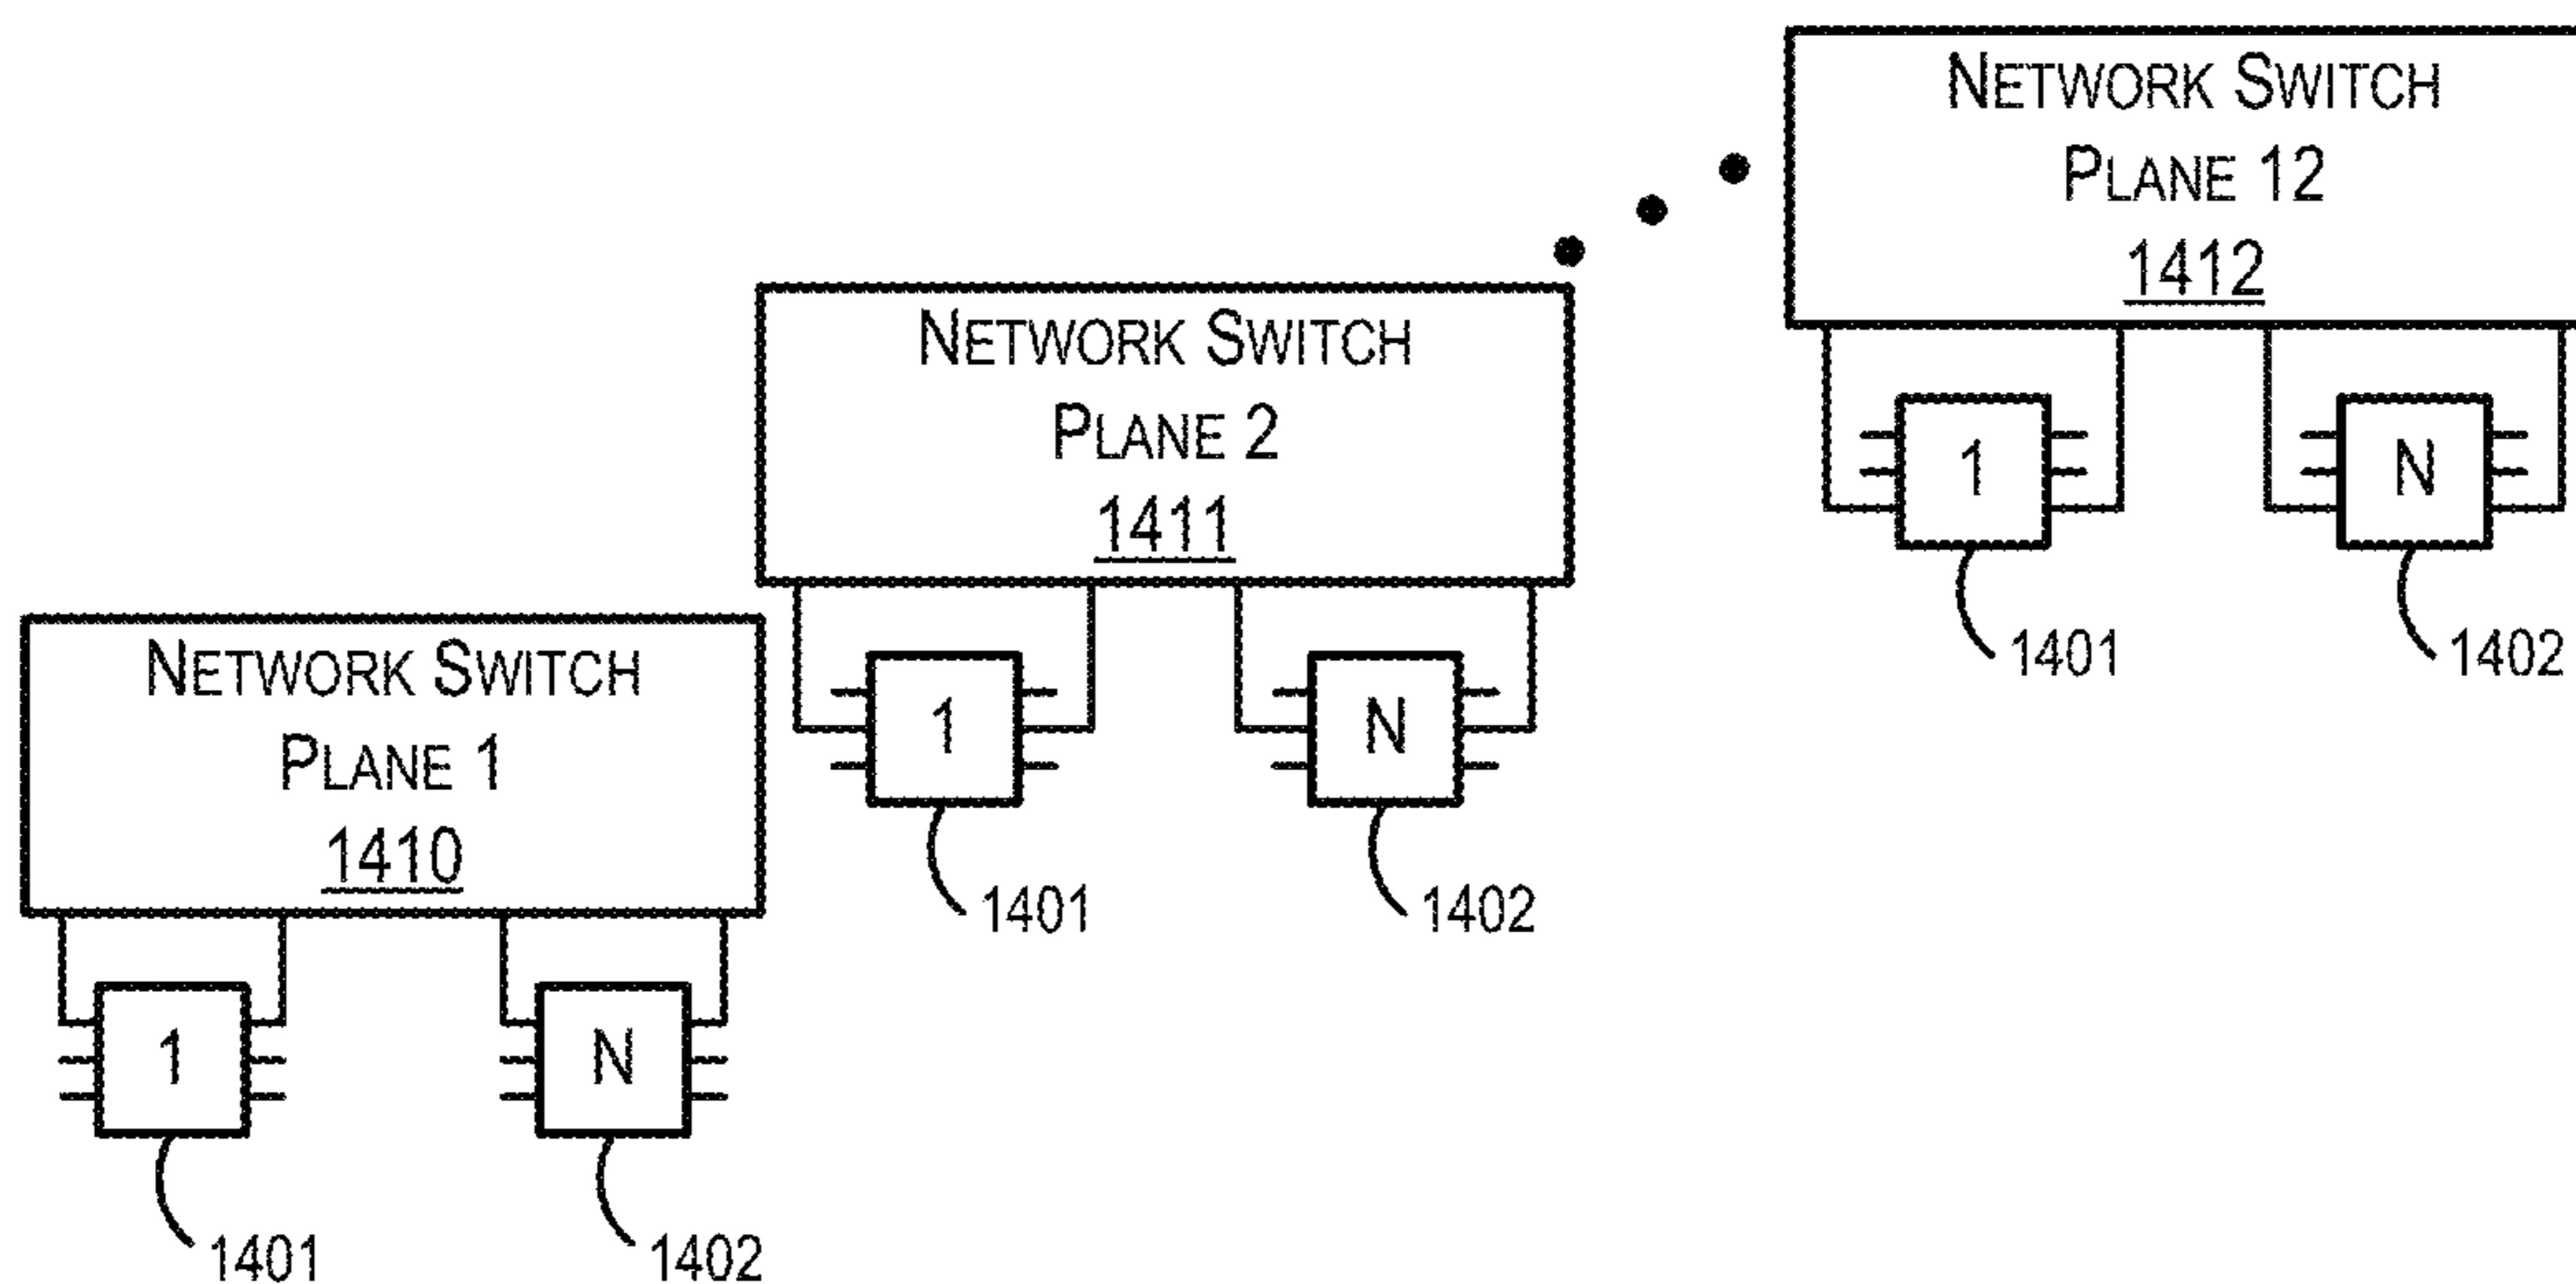 NETWORK SWITCH
PLANE 12
1412
1
N
1401
1402
NETWORK SWITCH
PLANE 2
1411
1
N
1401
1402
NETWORK SWITCH
PLANE 1
1410
1
N
1401
1402